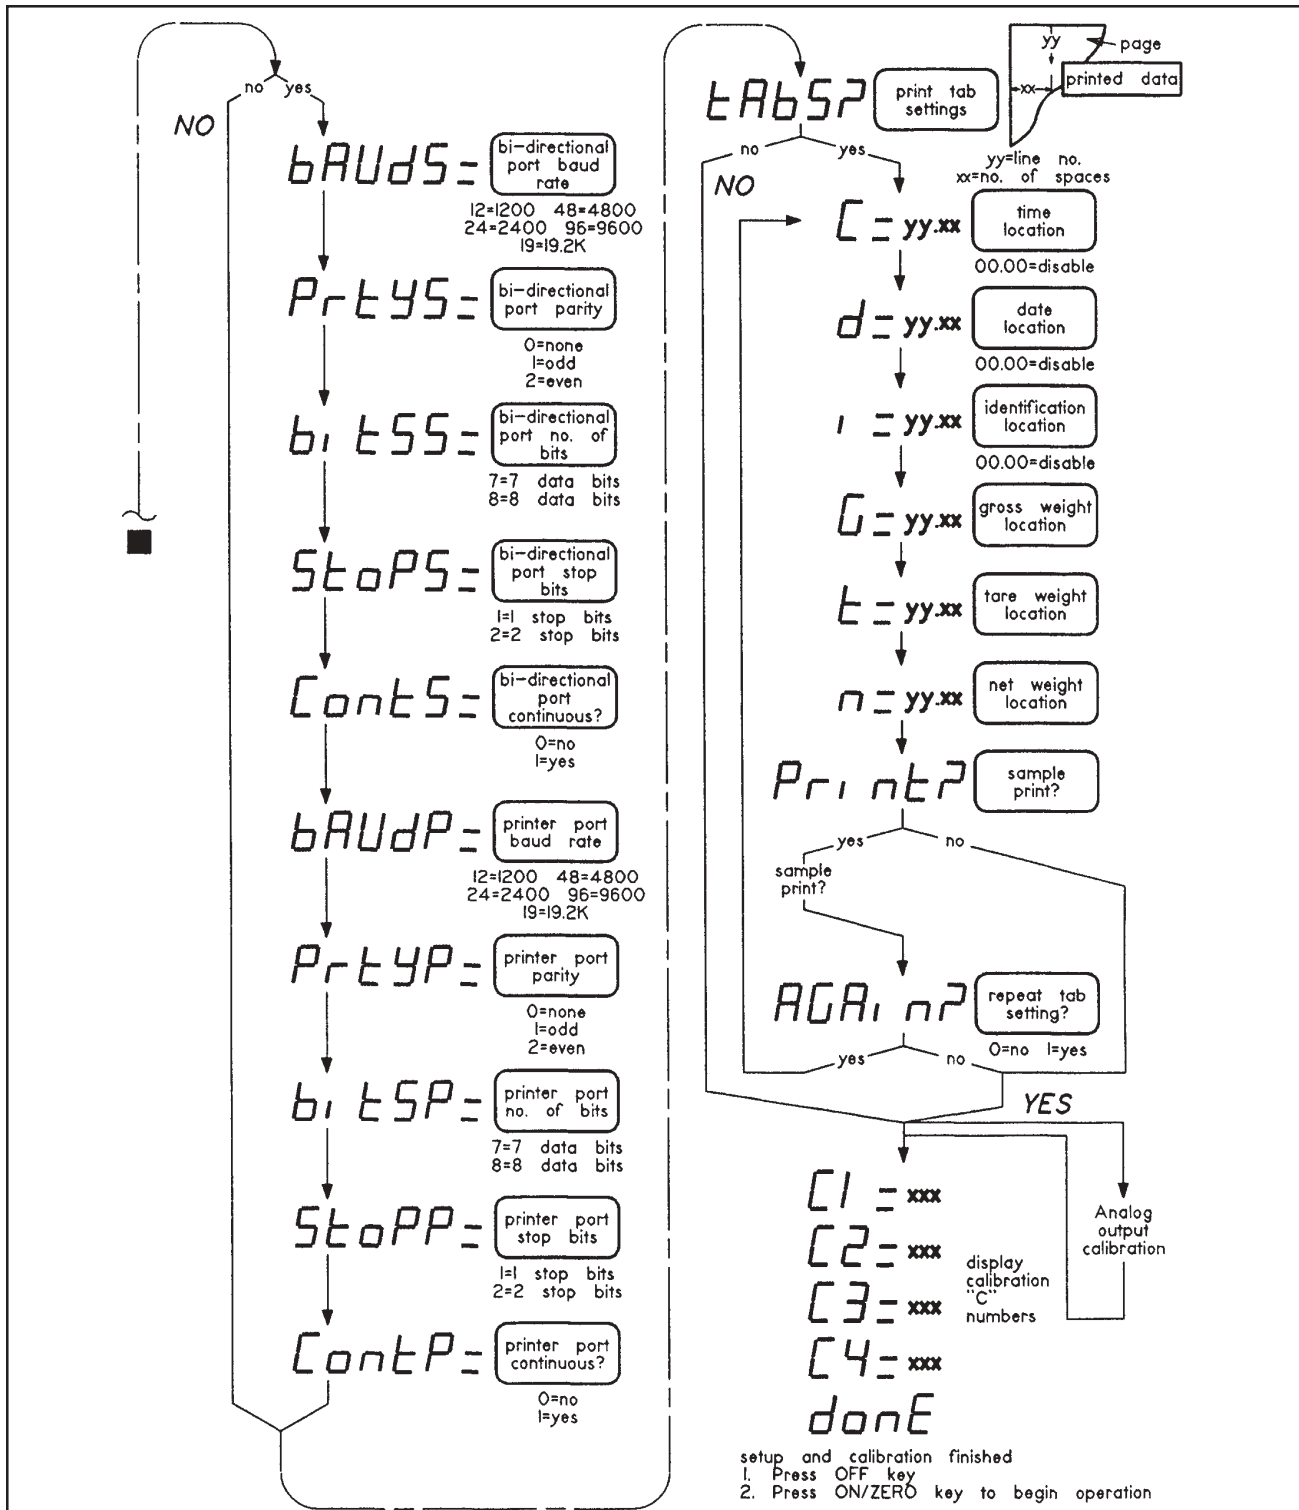 no yes
NO
bAUdS=
bi-directional
port baud
rate
12=1200 48=4800
24=2400 96=9600
19=19.2K
PrtyS=
bi-directional
port parity
0=none
1=odd
2=even
bitSS=
bi-directional
port no. of
bits
7=7 data bits
8=8 data bits
StoPS=
bi-directional
port stop
bits
1=1 stop bits
2=2 stop bits
ContS=
bi-directional
port
continuous?
0=no
1=yes
bAUdP=
printer port
baud rate
12=1200 48=4800
24=2400 96=9600
19=19.2K
PrtyP=
printer port
parity
0=none
1=odd
2=even
bitSP=
printer port
no. of bits
7=7 data bits
8=8 data bits
StoPP=
printer port
stop bits
1=1 stop bits
2=2 stop bits
ContP=
printer port
continuous?
0=no
1=yes
tAbS?
print tab
settings
yy
page
xx
printed data
yy=line no.
xx=no. of spaces
no yes
NO
C=yy.xx
time
location
00.00=disable
d=yy.xx
date
location
00.00=disable
i=yy.xx
identification
location
00.00=disable
G=yy.xx
gross weight
location
t=yy.xx
tare weight
location
n=yy.xx
net weight
location
Print?
sample
print?
yes no
sample
print?
AGAin?
repeat tab
setting?
0=no 1=yes
yes no
YES
C1=xxx
C2=xxx
C3=xxx
C4=xxx
display
calibration
"C"
numbers
Analog
output
calibration
donE
setup and calibration finished
1. Press OFF key
2. Press ON/ZERO key to begin operation